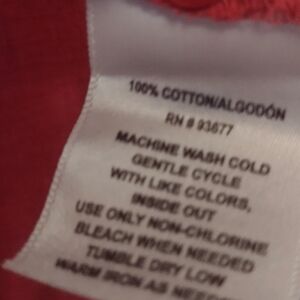 100% COTTON/ALGODÓN
RN # 93677
MACHINE WASH COLD
GENTLE CYCLE
WITH LIKE COLORS,
INSIDE OUT
USE ONLY NON-CHLORINE
BLEACH WHEN NEEDED
TUMBLE DRY LOW
WARM IRON AS